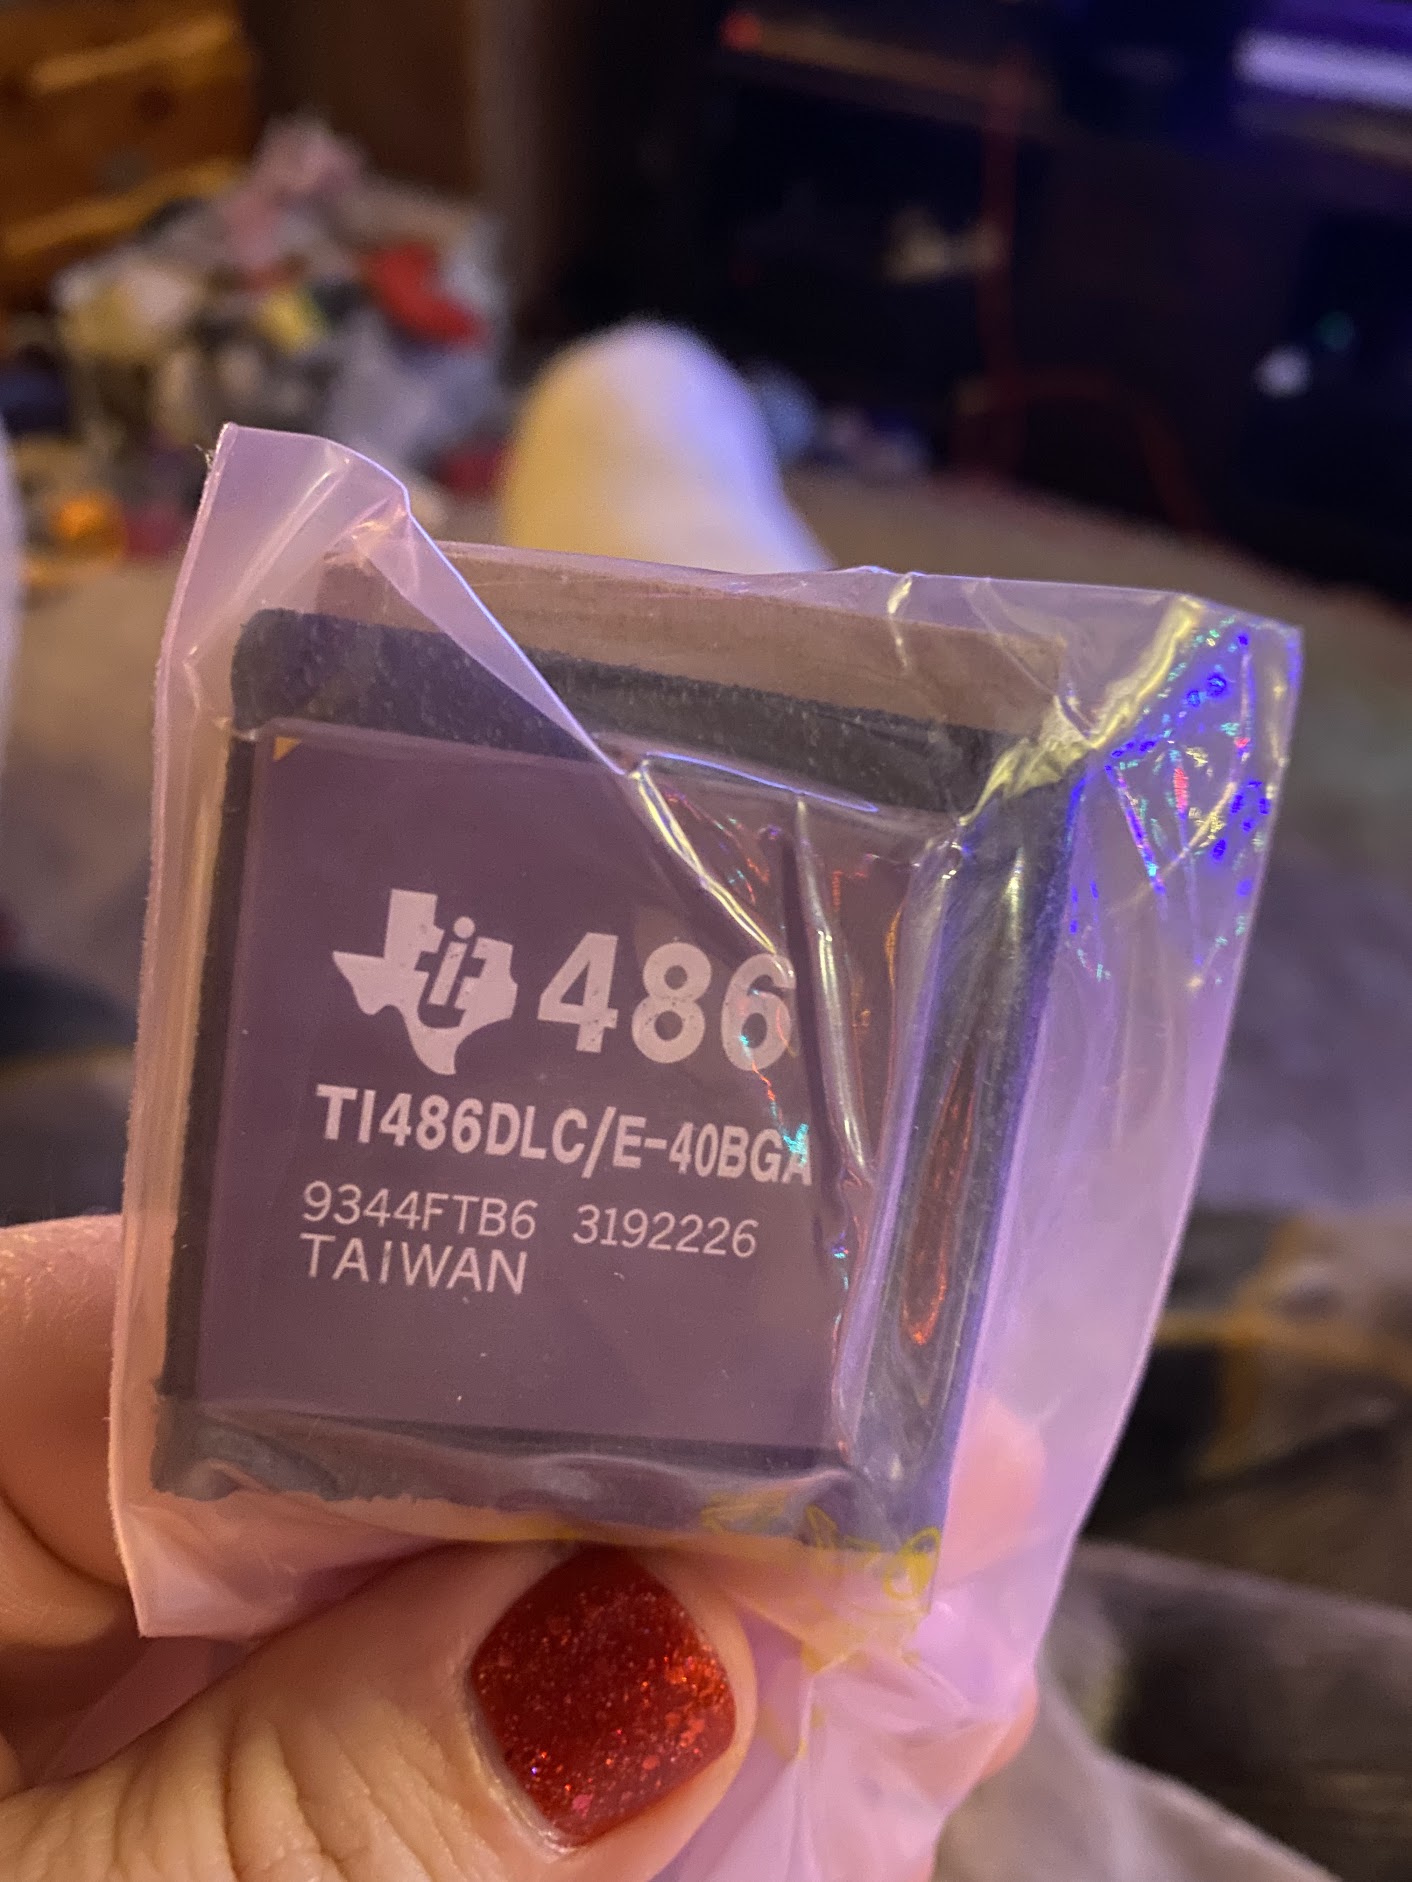 ti 486
TI486DLC/E-40BGA
9344FTB6 3192226
TAIWAN